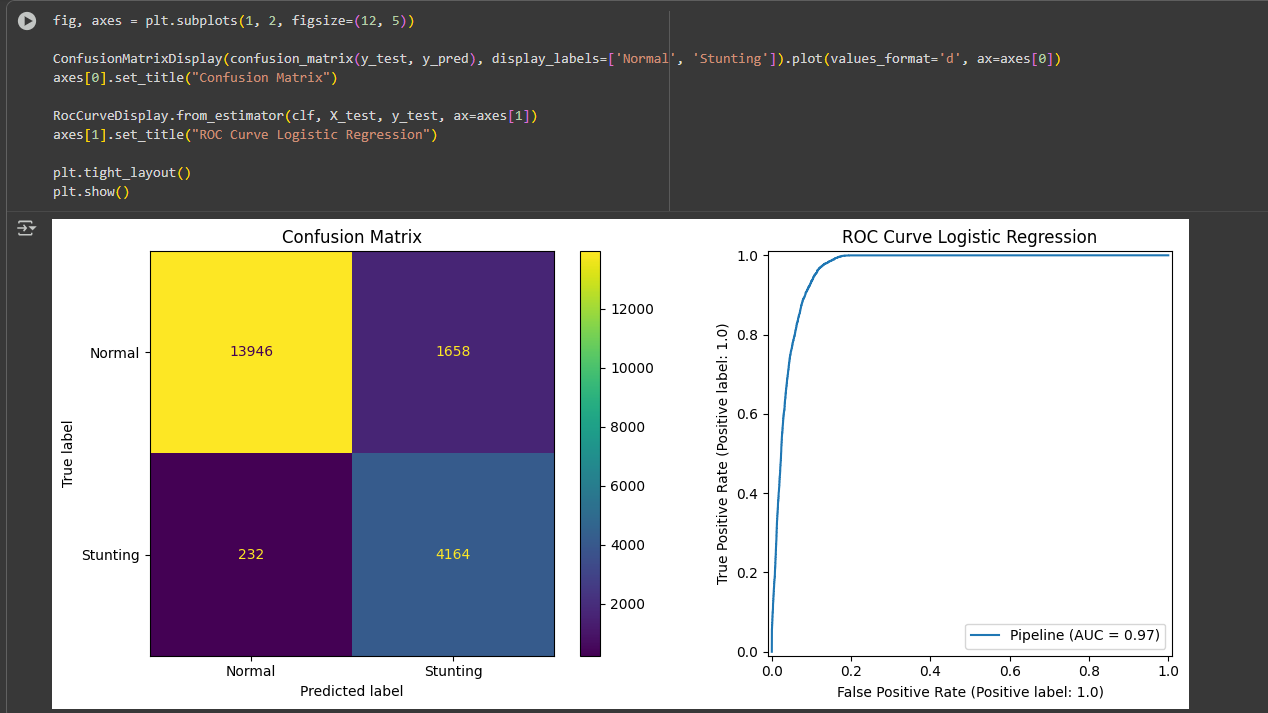 fig, axes = plt.subplots(1, 2, figsize=(12, 5))
ConfusionMatrixDisplay(confusion_matrix(y_test, y_pred), display_labels=['Normal', 'Stunting']).plot(values_format='d', ax=axes[0])
axes[0].set_title("Confusion Matrix")
RocCurveDisplay.from_estimator(clf, X_test, y_test, ax=axes[1])
axes[1].set_title("ROC Curve Logistic Regression")
plt.tight_layout()
plt.show()
Confusion Matrix
True label
Normal
13946
1658
Stunting
232
4164
Normal
Stunting
Predicted label
12000
10000
8000
6000
4000
2000
ROC Curve Logistic Regression
True Positive Rate (Positive label: 1.0)
1.0
0.8
0.6
0.4
0.2
0.0
Pipeline (AUC = 0.97)
0.0
0.2
0.4
0.6
0.8
1.0
False Positive Rate (Positive label: 1.0)